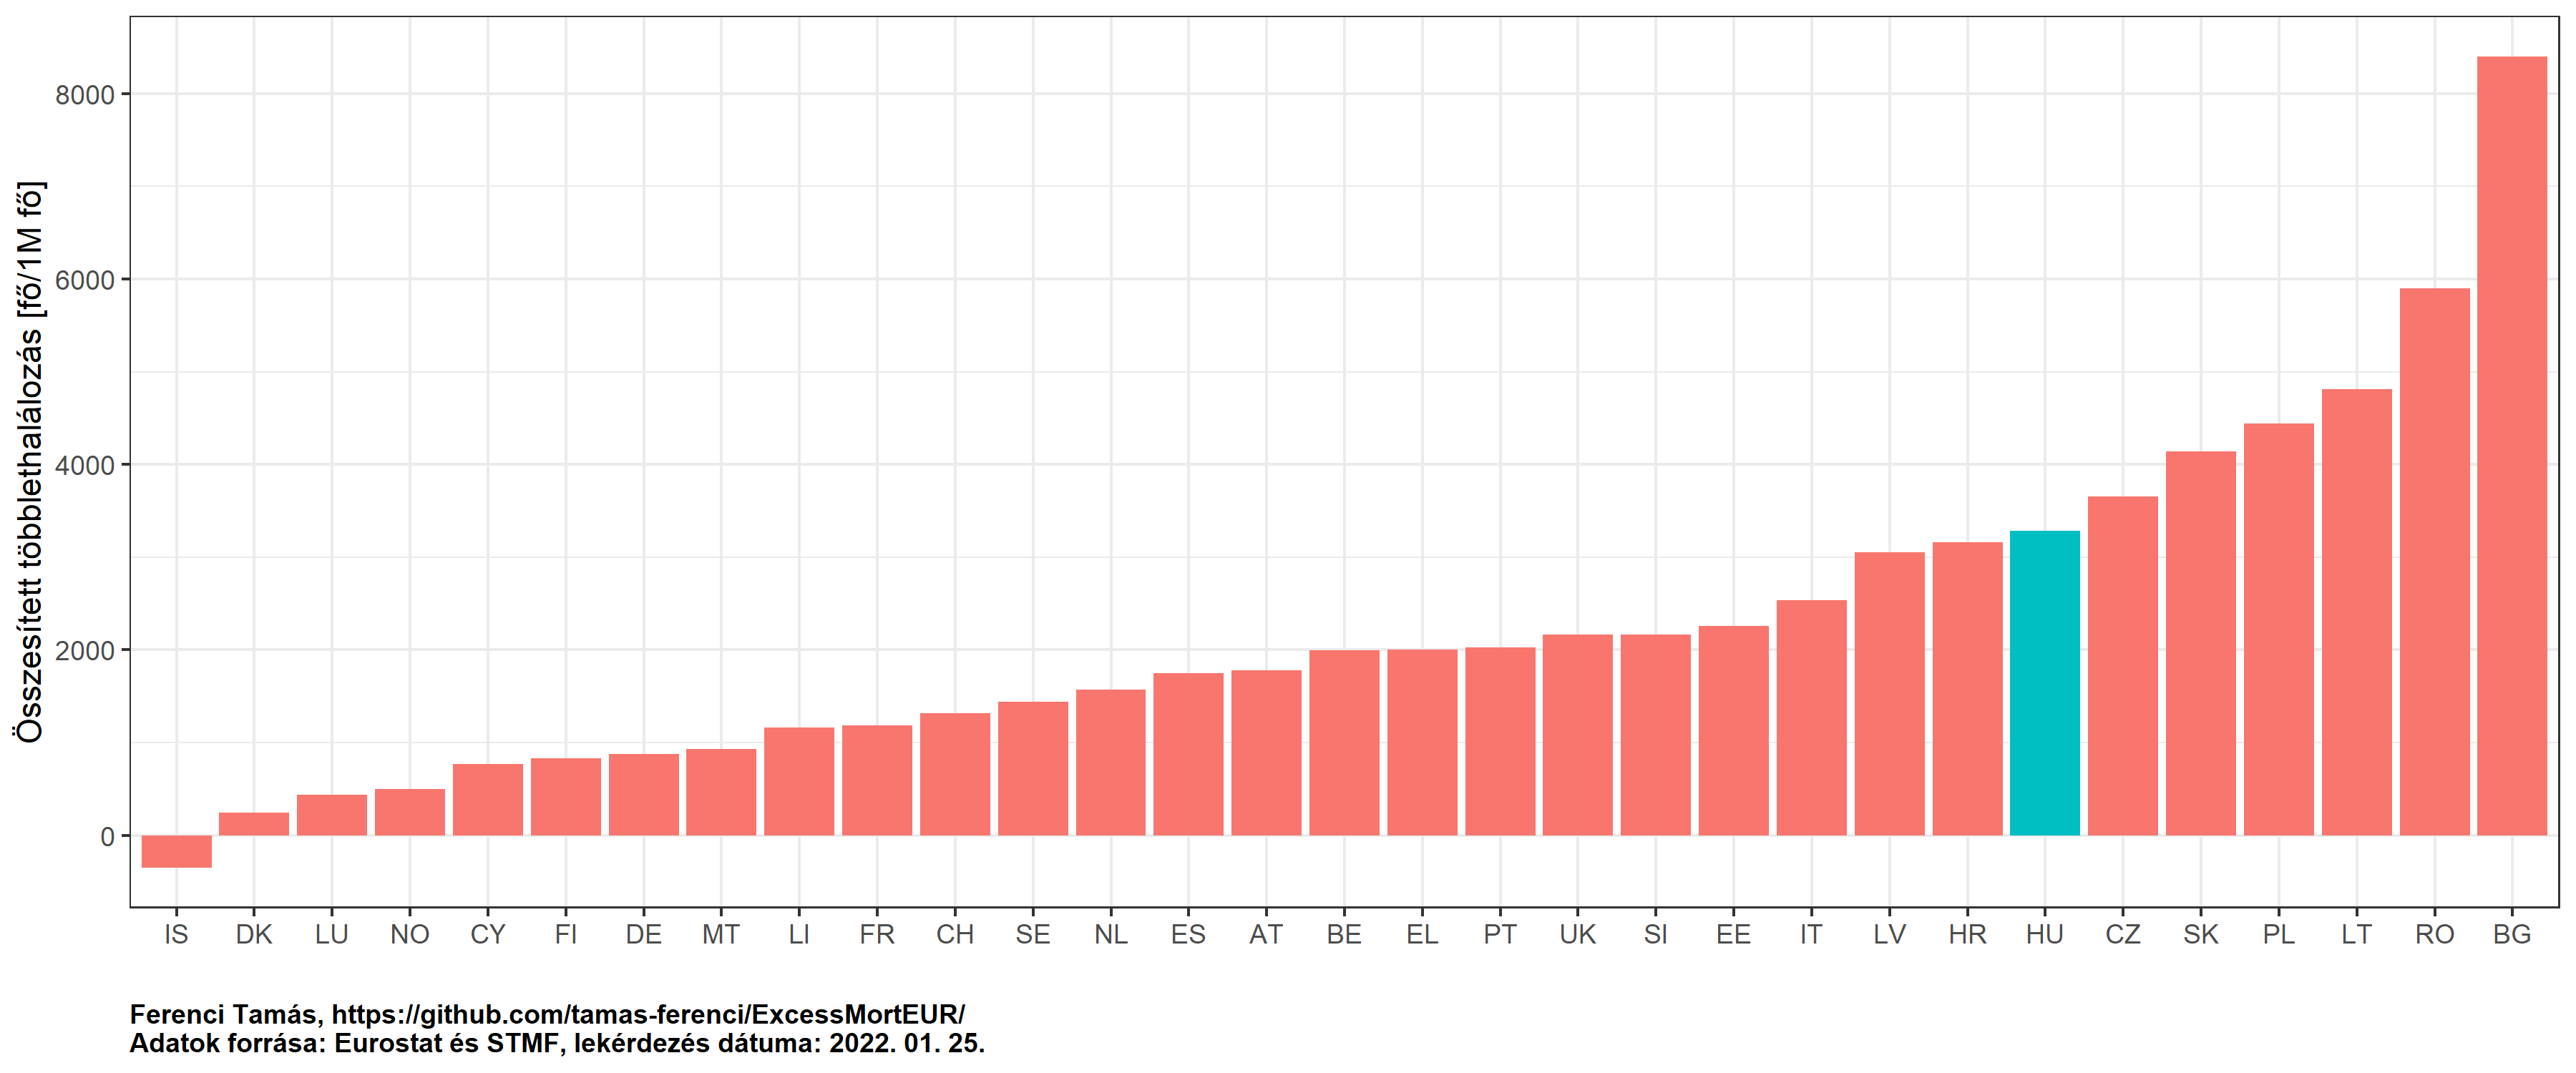 Összesített többlethalálozás [fő/1M fő]
8000
6000
4000
2000
0
IS DK LU NO CY FI DE MT LI FR CH SE NL ES AT BE EL PT UK SI EE IT LV HR HU CZ SK PL LT RO BG
Ferenci Tamás, https://github.com/tamas-ferenci/ExcessMortEUR/
Adatok forrása: Eurostat és STMF, lekérdezés dátuma: 2022. 01. 25.